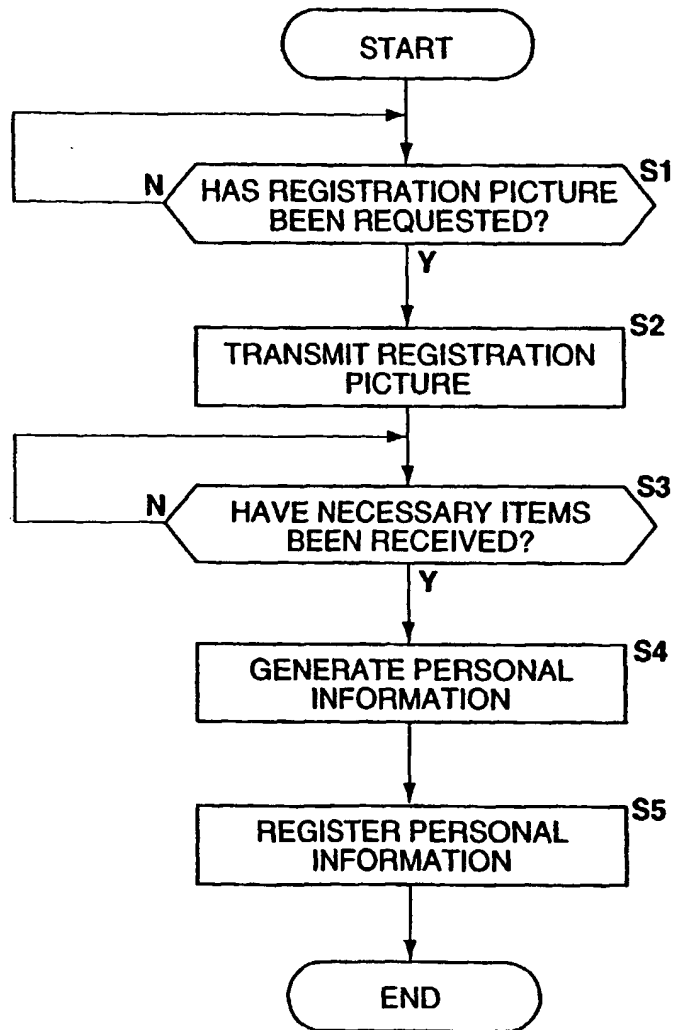 START
S1
HAS REGISTRATION PICTURE
BEEN REQUESTED?
N
Y
S2
TRANSMIT REGISTRATION
PICTURE
S3
HAVE NECESSARY ITEMS
BEEN RECEIVED?
N
Y
S4
GENERATE PERSONAL
INFORMATION
S5
REGISTER PERSONAL
INFORMATION
END